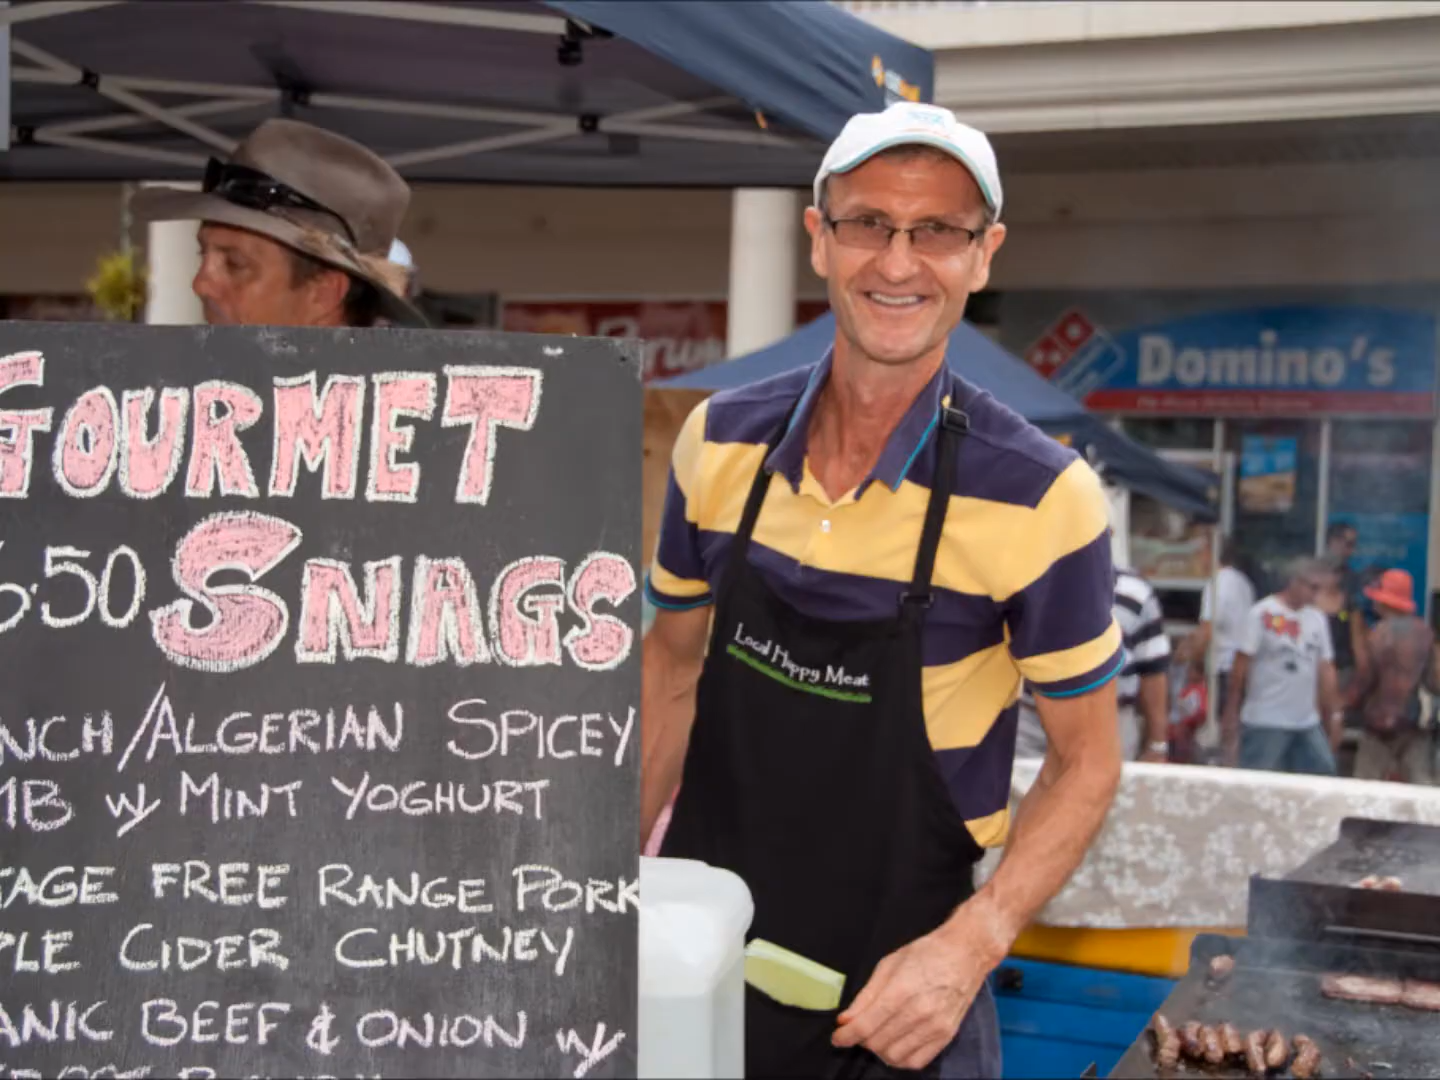 GOURMET
6.50 SNAGS
NCH/ALGERIAN SPICEY
MB W/ MINT YOGHURT
TAGE FREE RANGE PORK
PLE CIDER CHUTNEY
ANIC BEEF & ONION W/
Local Happy Meat
Domino's